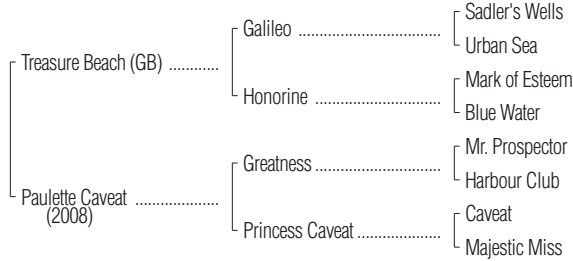 Sadler's Wells
Galileo ..............................
Urban Sea
Treasure Beach (GB) ............
Mark of Esteem
Honorine ..........................
Blue Water
Mr. Prospector
Greatness ..........................
Harbour Club
Paulette Caveat ....................
(2008)
Caveat
Princess Caveat ....................
Majestic Miss